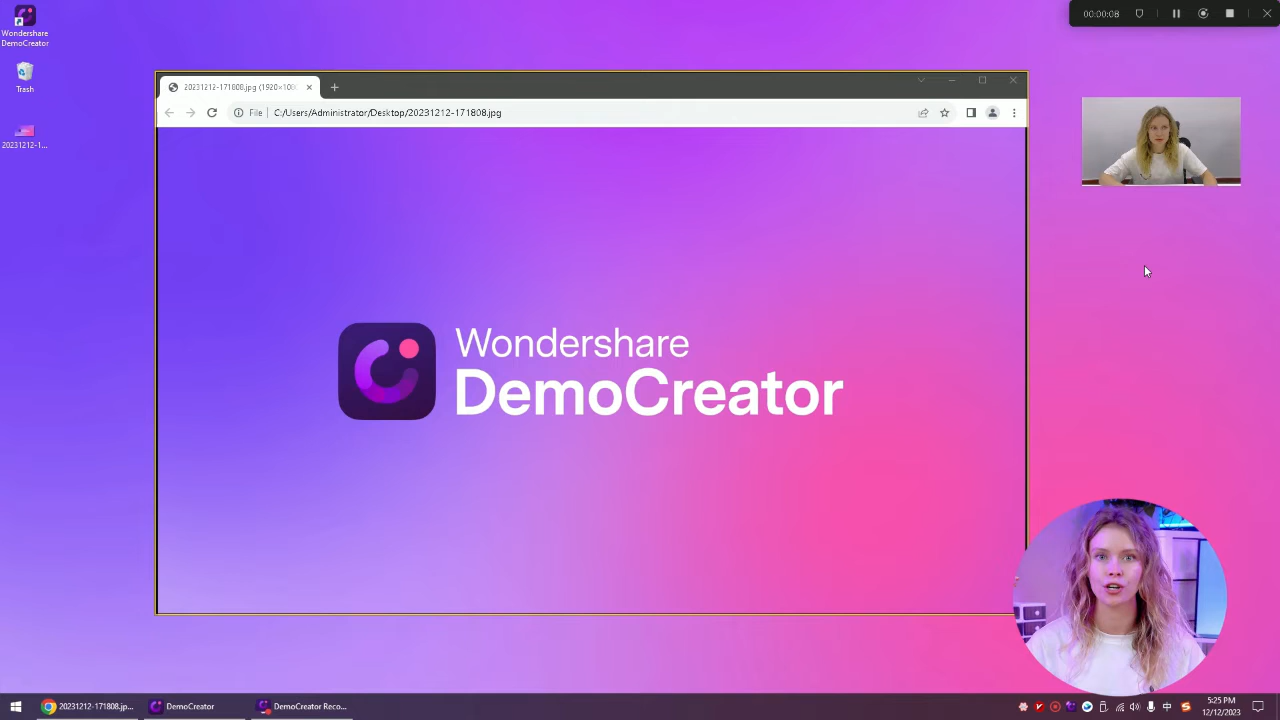 00:00:08
Wondershare
DemoCreator
Trash
20231212-1...
20231212-171808.jpg (1920×108
File
C:/Users/Administrator/Desktop/20231212-171808.jpg
Wondershare
DemoCreator
20231212-171808.jp...
DemoCreator
DemoCreator Reco...
中
5:25 PM
12/12/2023